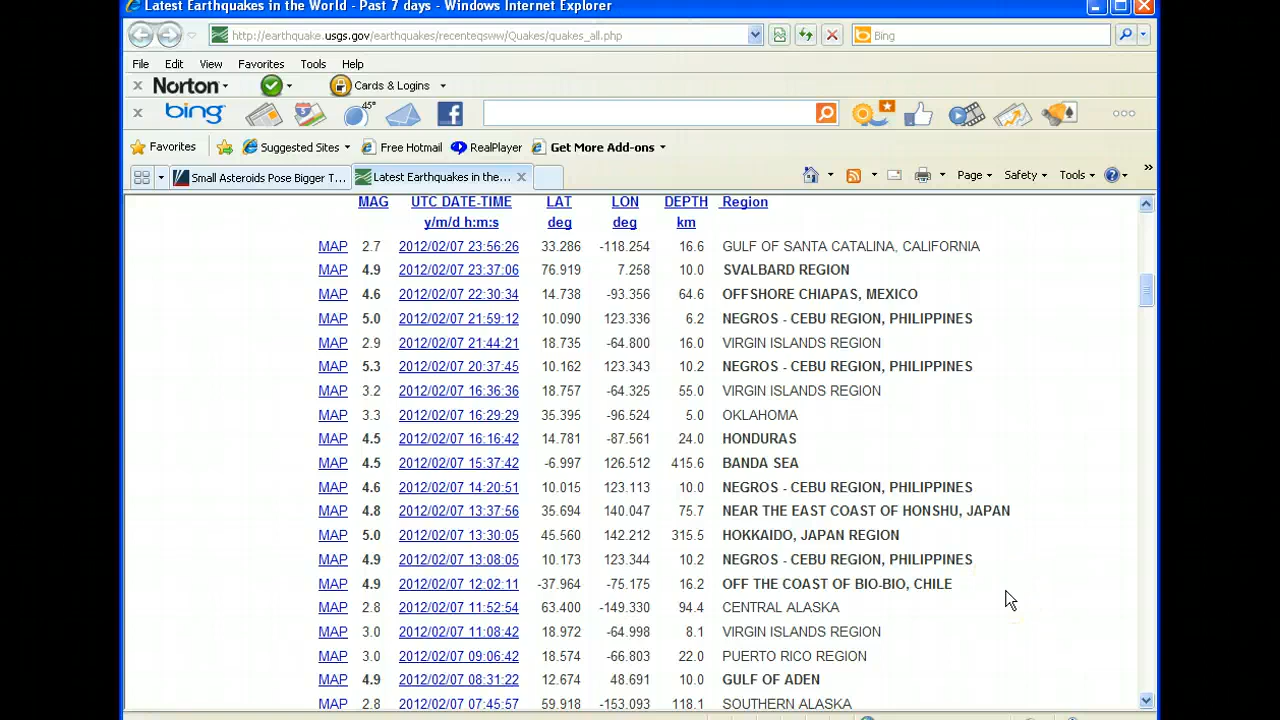 Latest Earthquakes in the World - Past 7 days - Windows Internet Explorer
http://earthquake.usgs.gov/earthquakes/recenteqsww/Quakes/quakes_all.php
Bing
File Edit View Favorites Tools Help
x Norton Cards & Logins
x bing 45°
Favorites Suggested Sites Free Hotmail RealPlayer Get More Add-ons
Small Asteroids Pose Bigger T... Latest Earthquakes in the... Page Safety Tools
MAG UTC DATE-TIME LAT LON DEPTH Region
y/m/d h:m:s deg deg km
MAP 2.7 2012/02/07 23:56:26 33.286 -118.254 16.6 GULF OF SANTA CATALINA, CALIFORNIA
MAP 4.9 2012/02/07 23:37:06 76.919 7.258 10.0 SVALBARD REGION
MAP 4.6 2012/02/07 22:30:34 14.738 -93.356 64.6 OFFSHORE CHIAPAS, MEXICO
MAP 5.0 2012/02/07 21:59:12 10.090 123.336 6.2 NEGROS - CEBU REGION, PHILIPPINES
MAP 2.9 2012/02/07 21:44:21 18.735 -64.800 16.0 VIRGIN ISLANDS REGION
MAP 5.3 2012/02/07 20:37:45 10.162 123.343 10.2 NEGROS - CEBU REGION, PHILIPPINES
MAP 3.2 2012/02/07 16:36:36 18.757 -64.325 55.0 VIRGIN ISLANDS REGION
MAP 3.3 2012/02/07 16:29:29 35.395 -96.524 5.0 OKLAHOMA
MAP 4.5 2012/02/07 16:16:42 14.781 -87.561 24.0 HONDURAS
MAP 4.5 2012/02/07 15:37:42 -6.997 126.512 415.6 BANDA SEA
MAP 4.6 2012/02/07 14:20:51 10.015 123.113 10.0 NEGROS - CEBU REGION, PHILIPPINES
MAP 4.8 2012/02/07 13:37:56 35.694 140.047 75.7 NEAR THE EAST COAST OF HONSHU, JAPAN
MAP 5.0 2012/02/07 13:30:05 45.560 142.212 315.5 HOKKAIDO, JAPAN REGION
MAP 4.9 2012/02/07 13:08:05 10.173 123.344 10.2 NEGROS - CEBU REGION, PHILIPPINES
MAP 4.9 2012/02/07 12:02:11 -37.964 -75.175 16.2 OFF THE COAST OF BIO-BIO, CHILE
MAP 2.8 2012/02/07 11:52:54 63.400 -149.330 94.4 CENTRAL ALASKA
MAP 3.0 2012/02/07 11:08:42 18.972 -64.998 8.1 VIRGIN ISLANDS REGION
MAP 3.0 2012/02/07 09:06:42 18.574 -66.803 22.0 PUERTO RICO REGION
MAP 4.9 2012/02/07 08:31:22 12.674 48.691 10.0 GULF OF ADEN
MAP 2.8 2012/02/07 07:45:57 59.918 -153.093 118.1 SOUTHERN ALASKA